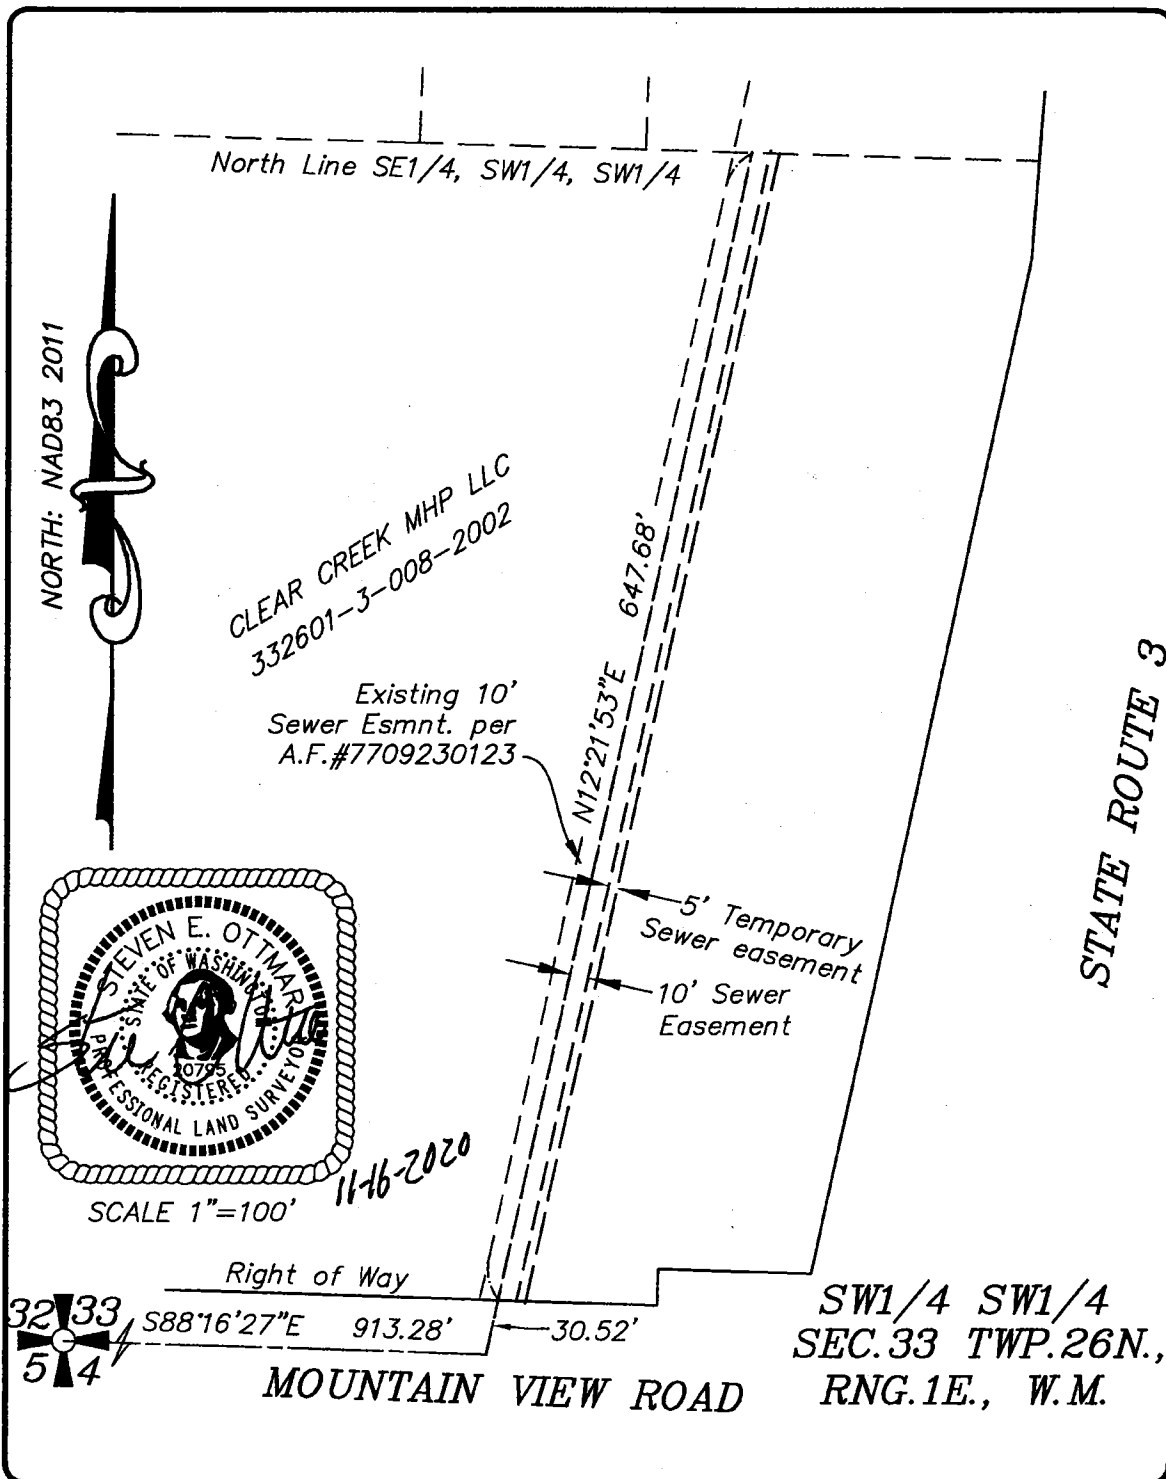 North Line SE1/4, SW1/4, SW1/4
NORTH: NAD83 2011
CLEAR CREEK MHP LLC
332601-3-008-2002
647.68'
N12°21'53"E
Existing 10'
Sewer Esmnt. per
A.F.#7709230123
STATE ROUTE 3
5' Temporary
Sewer easement
10' Sewer
Easement
STEVEN E. OTTMAR
STATE OF WASHINGTON
20795
REGISTERED
PROFESSIONAL LAND SURVEYOR
11-16-2020
SCALE 1"=100'
Right of Way
32 33
5 4
S88°16'27"E 913.28'
30.52'
MOUNTAIN VIEW ROAD
SW1/4 SW1/4
SEC.33 TWP.26N.,
RNG.1E., W.M.